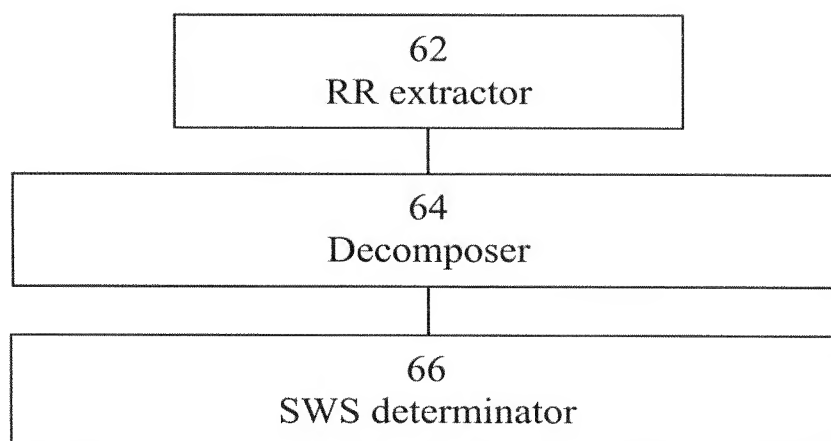 62
RR extractor
64
Decomposer
66
SWS determinator